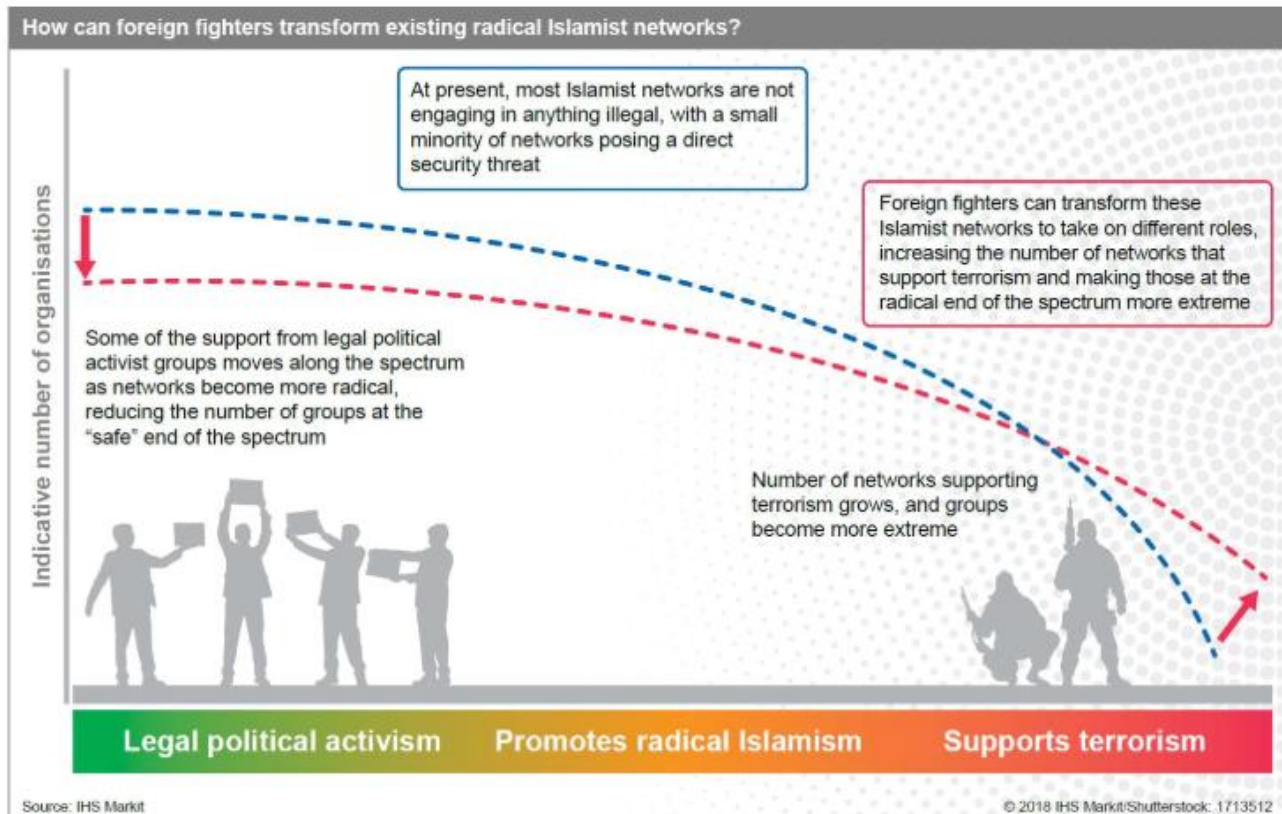 How can foreign fighters transform existing radical Islamist networks?
At present, most Islamist networks are not
engaging in anything illegal, with a small
minority of networks posing a direct
security threat
Foreign fighters can transform these
Islamist networks to take on different roles,
increasing the number of networks that
support terrorism and making those at the
radical end of the spectrum more extreme
Indicative number of organisations
Some of the support from legal political
activist groups moves along the spectrum
as networks become more radical,
reducing the number of groups at the
“safe” end of the spectrum
Number of networks supporting
terrorism grows, and groups
become more extreme
Legal political activism
Promotes radical Islamism
Supports terrorism
Source: IHS Markit
© 2018 IHS Markit/Shutterstock: 1713512